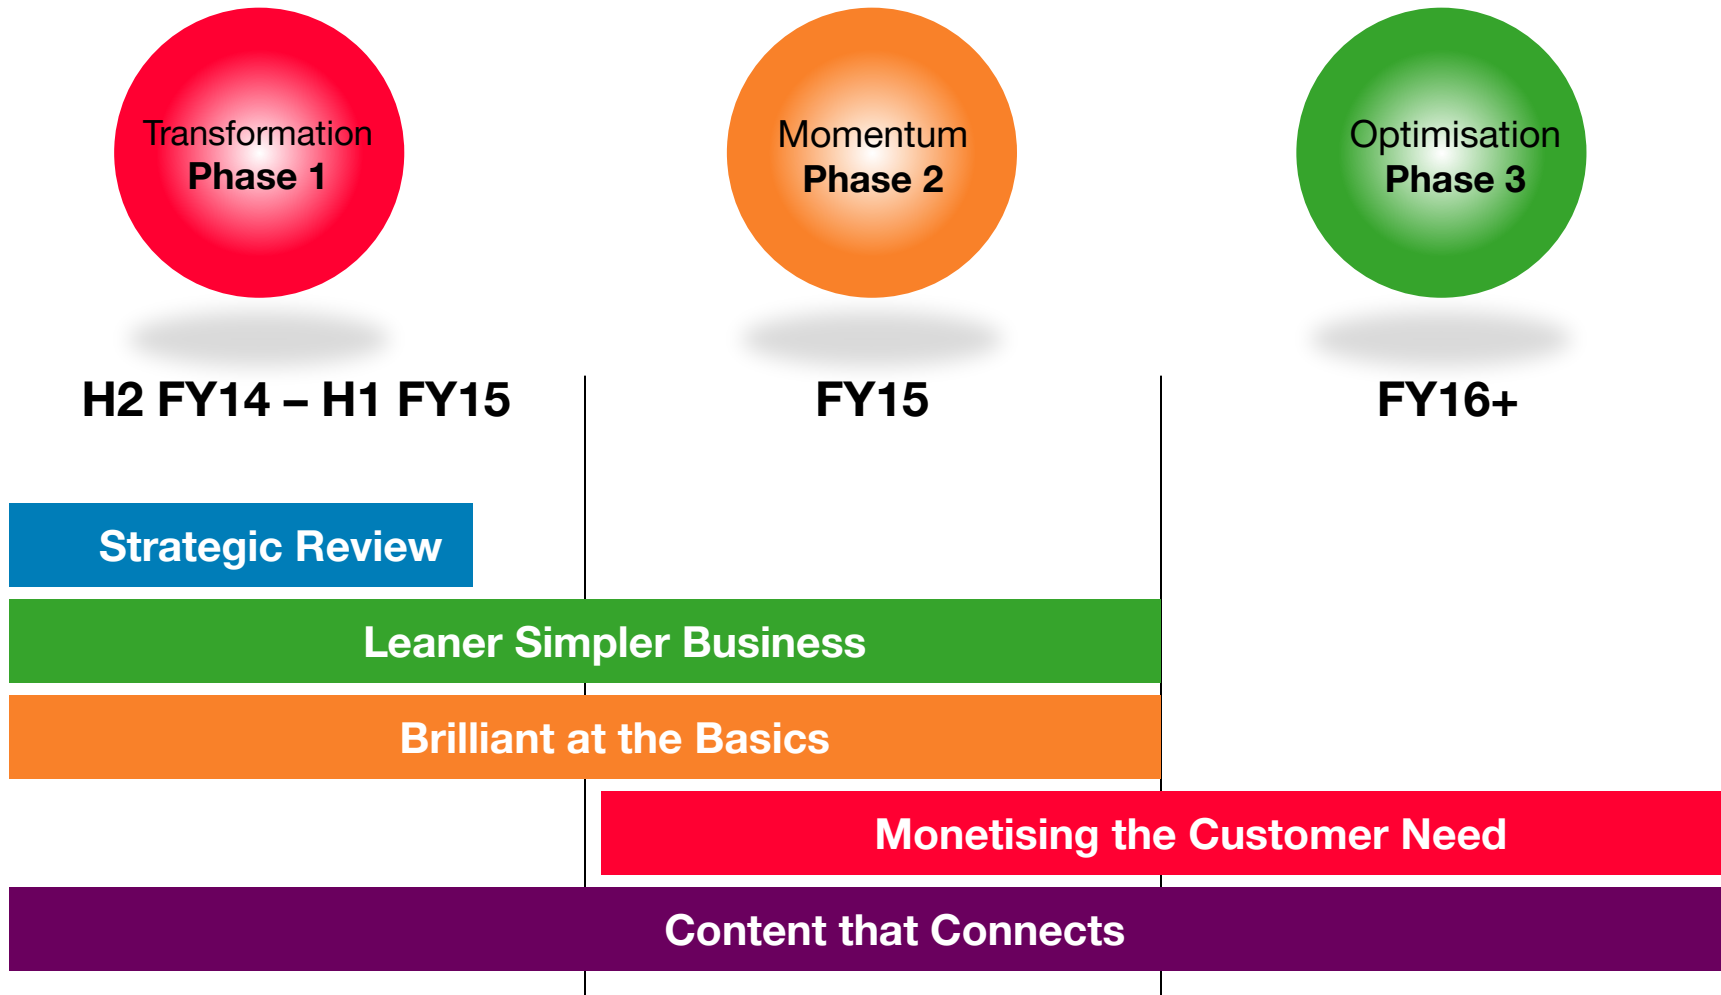 Transformation
Phase 1
Momentum
Phase 2
Optimisation
Phase 3
H2 FY14 – H1 FY15
FY15
FY16+
Strategic Review
Leaner Simpler Business
Brilliant at the Basics
Monetising the Customer Need
Content that Connects